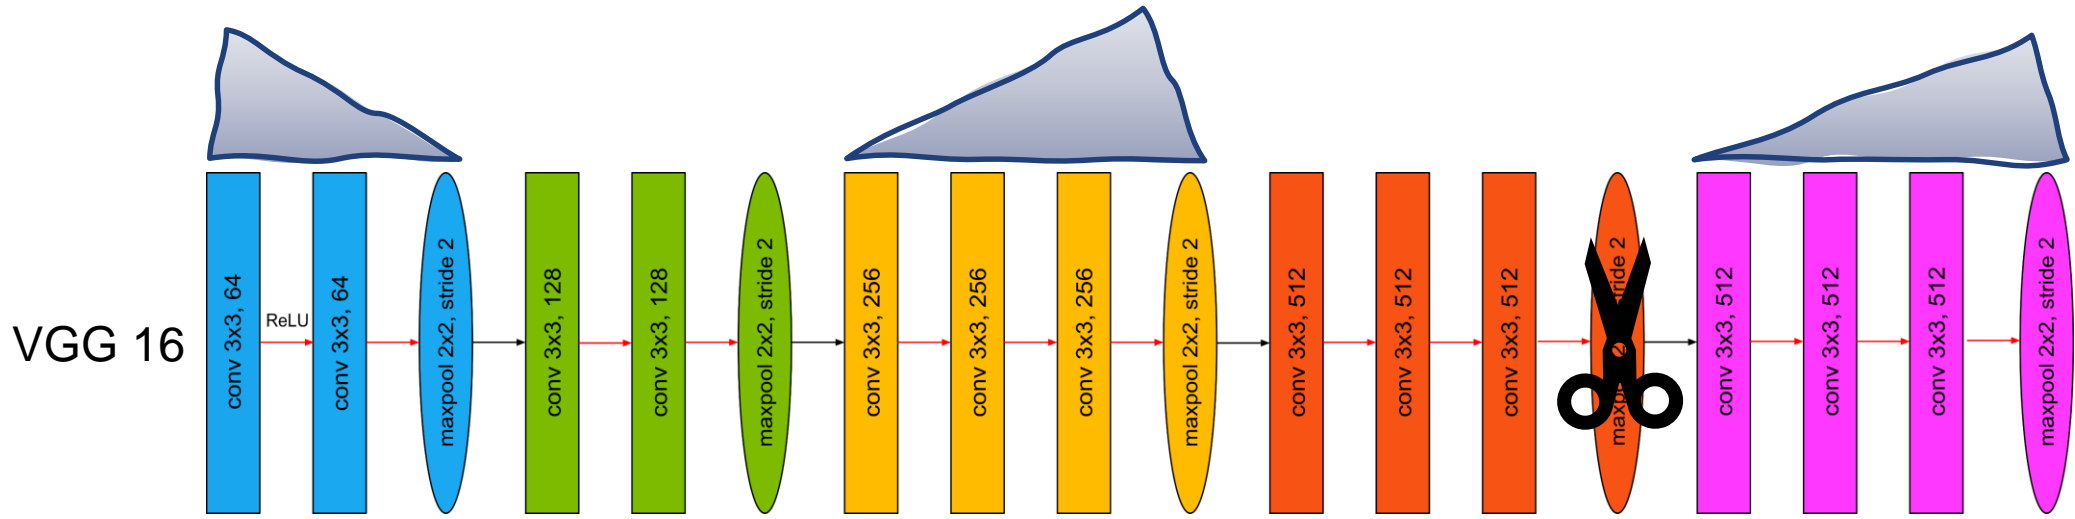 VGG 16
conv 3x3, 64
ReLU
conv 3x3, 64
maxpool 2x2, stride 2
conv 3x3, 128
conv 3x3, 128
maxpool 2x2, stride 2
conv 3x3, 256
conv 3x3, 256
conv 3x3, 256
maxpool 2x2, stride 2
conv 3x3, 512
conv 3x3, 512
conv 3x3, 512
2
conv 3x3, 512
conv 3x3, 512
conv 3x3, 512
maxpool 2x2, stride 2